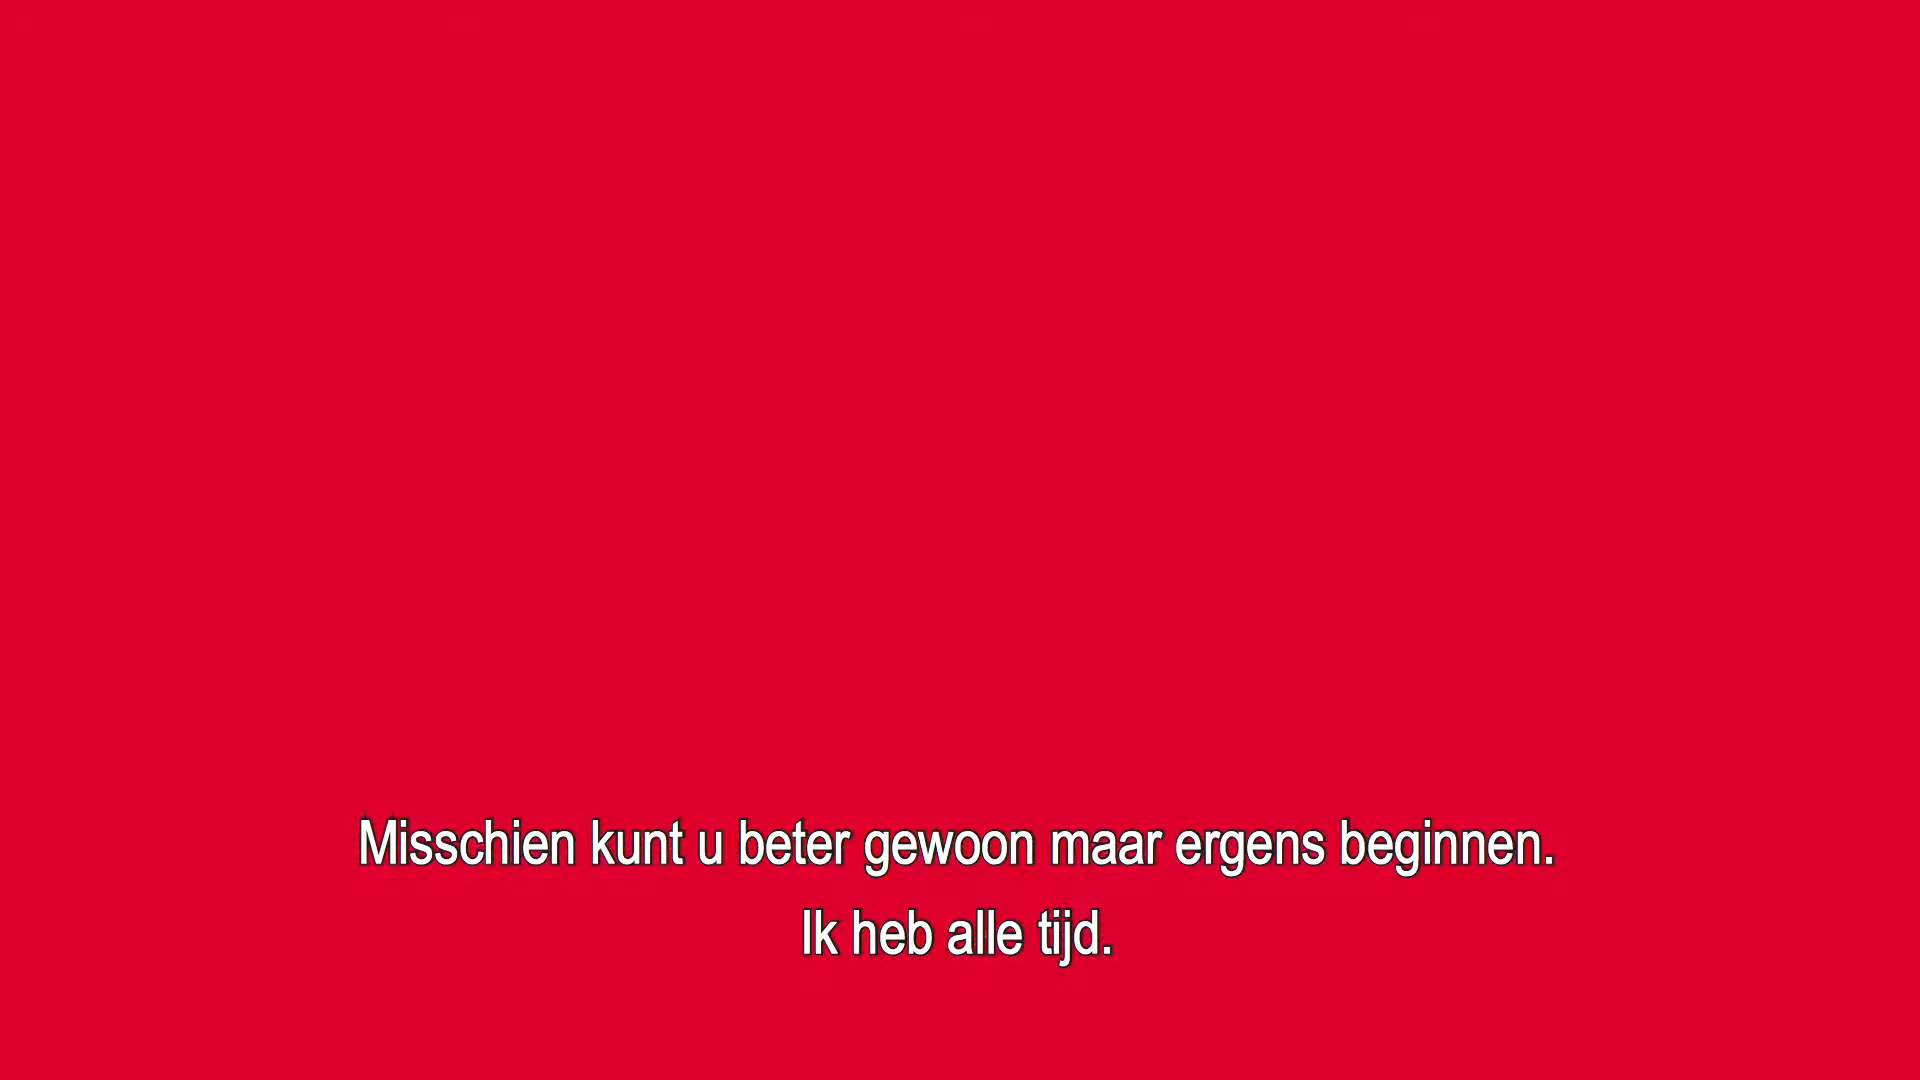 Misschien kunt u beter gewoon maar ergens beginnen.
Ik heb alle tijd.